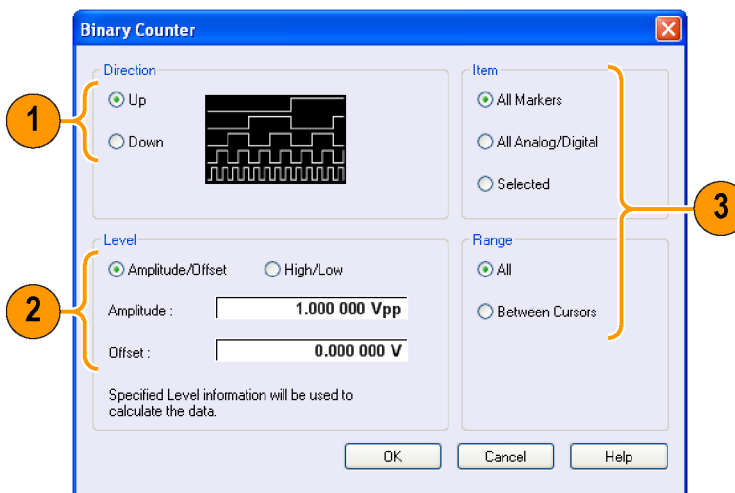 Binary Counter
Direction
1
Up
Down
Item
All Markers
All Analog/Digital
Selected
3
Level
2
Amplitude/Offset High/Low
Amplitude : 1.000 000 Vpp
Offset : 0.000 000 V
Specified Level information will be used to
calculate the data.
Range
All
Between Cursors
OK Cancel Help